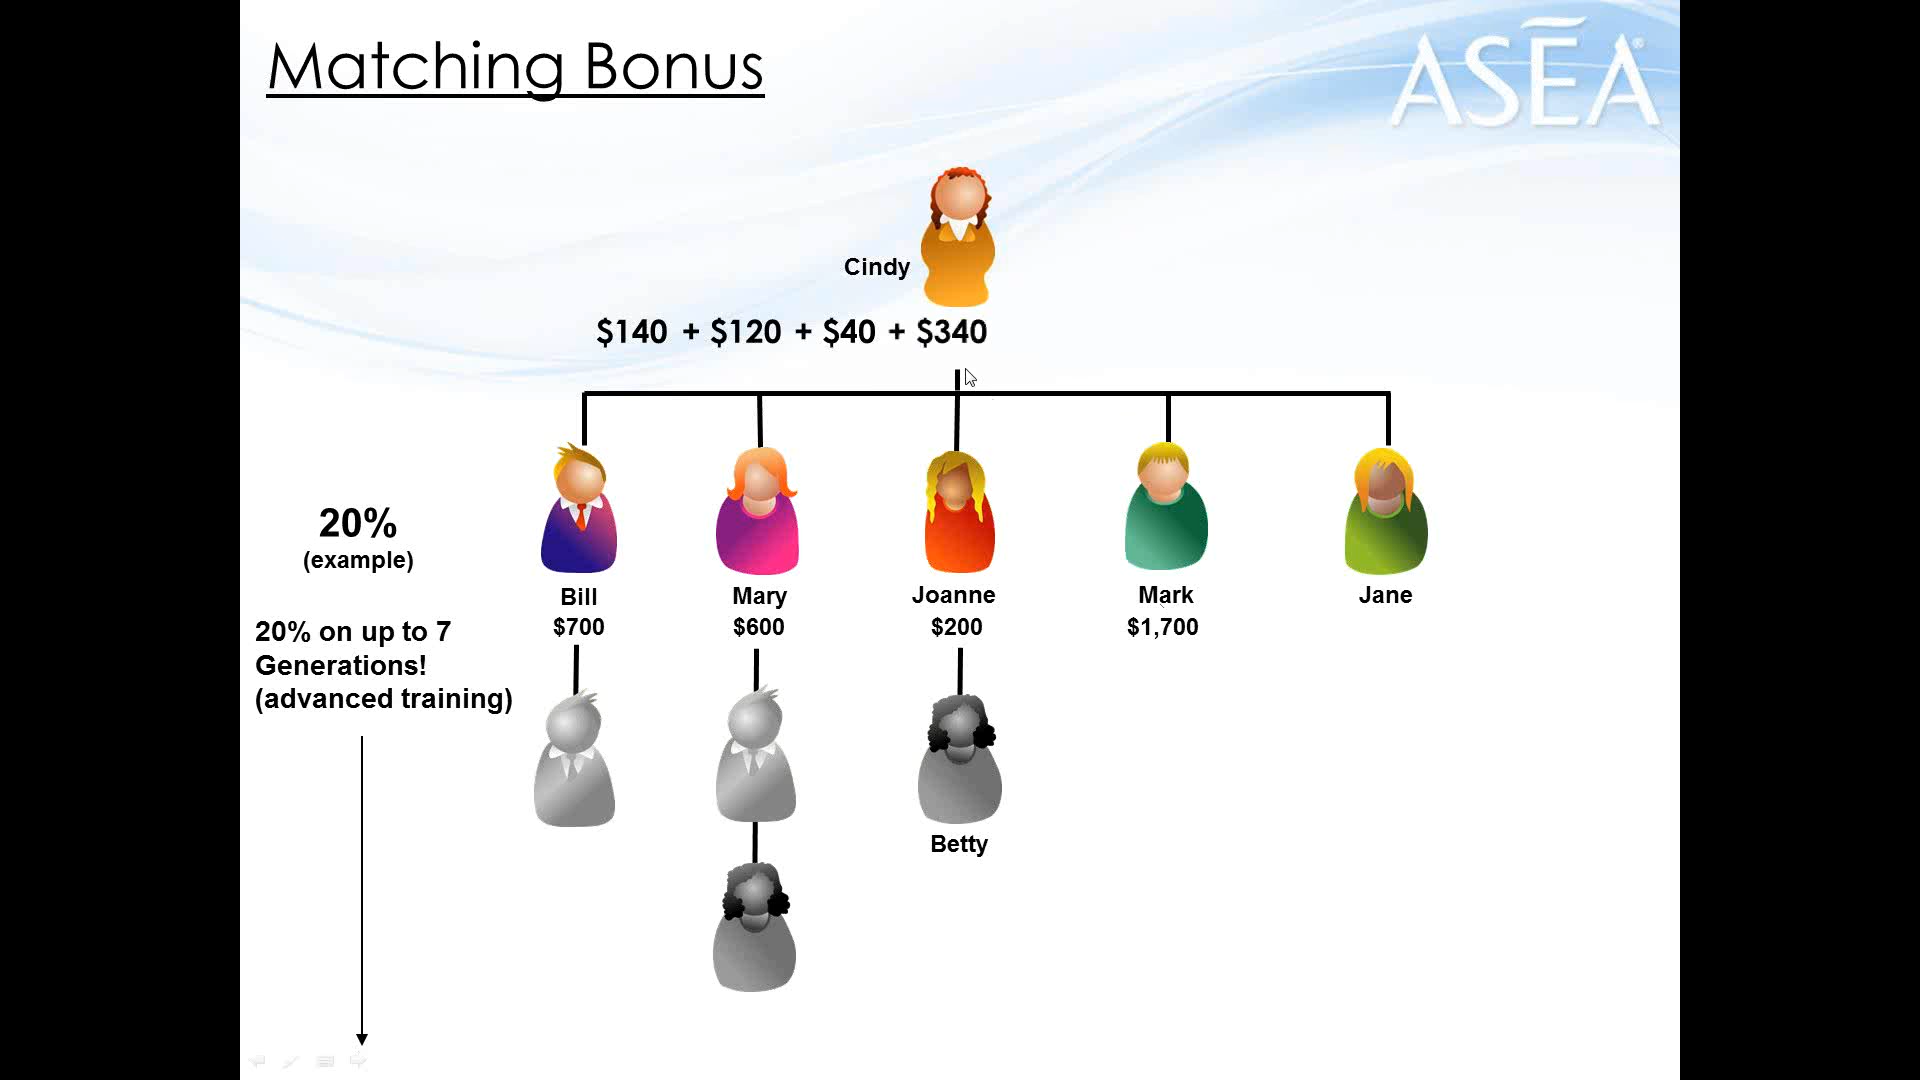 Matching Bonus
ASEA®
Cindy
$140 + $120 + $40 + $340
20%
(example)
20% on up to 7
Generations!
(advanced training)
Bill
$700
Mary
$600
Joanne
$200
Mark
$1,700
Jane
Betty